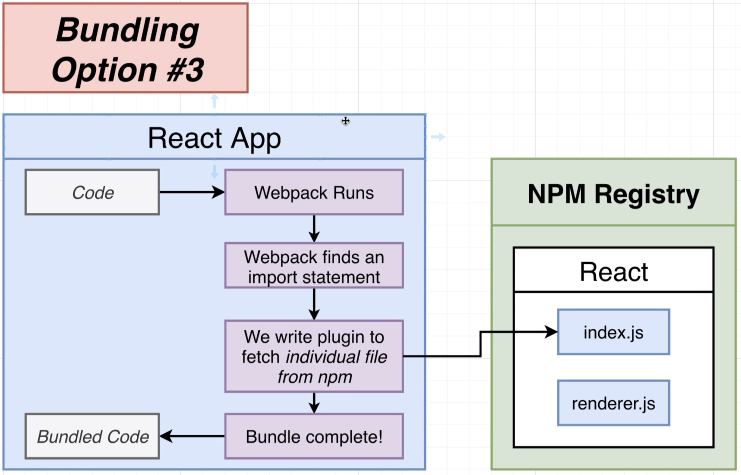 Bundling
Option #3
React App
Code
Webpack Runs
Webpack finds an
import statement
We write plugin to
fetch individual file
from npm
Bundled Code
Bundle complete!
NPM Registry
React
index.js
renderer.js